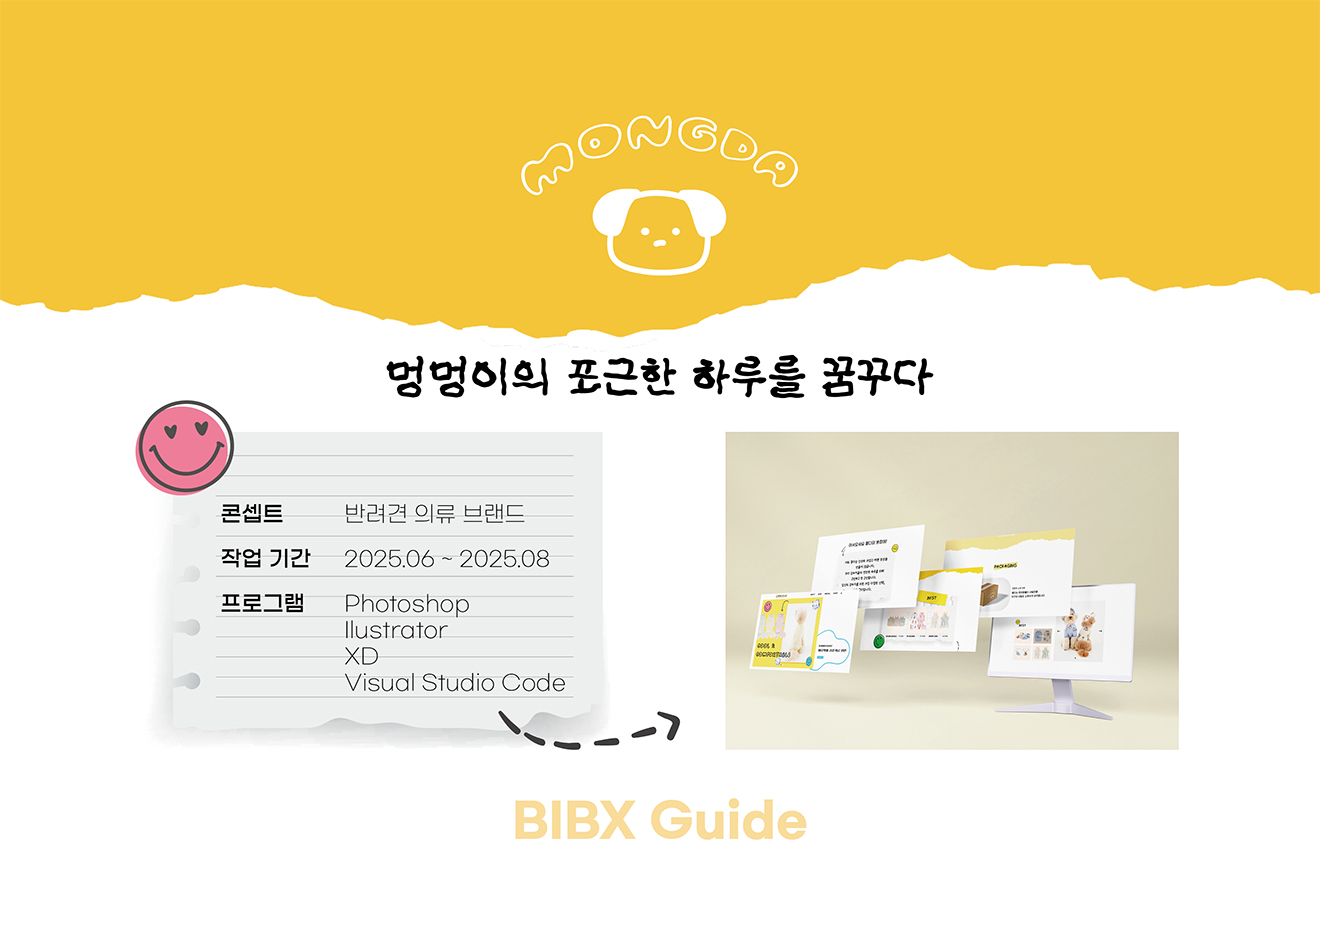 MONGDA
멍멍이의 포근한 하루를 꿈꾸다
콘셉트 반려견 의류 브랜드
작업 기간 2025.06 ~ 2025.08
프로그램 Photoshop
Ilustrator
XD
Visual Studio Code
PACKAGING
BEST
BIBX Guide